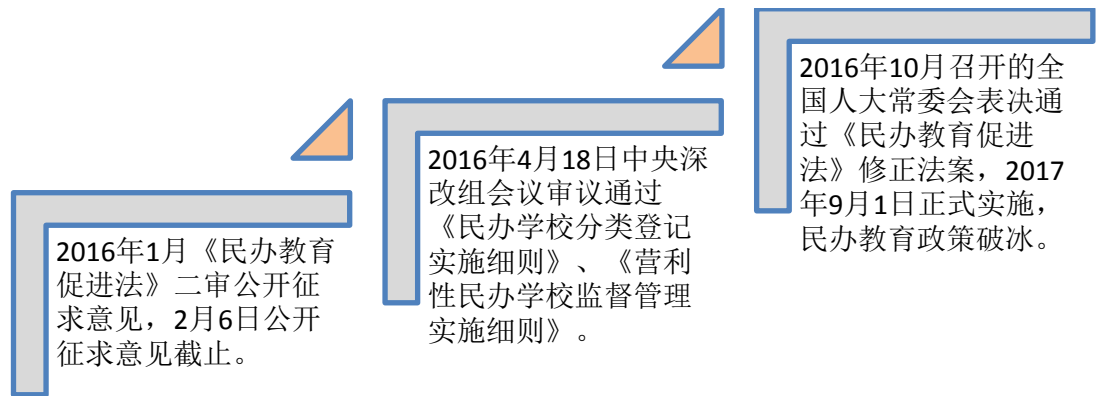 2016年1月《民办教育
促进法》二审公开征
求意见，2月6日公开
征求意见截止。
2016年4月18日中央深
改组会议审议通过
《民办学校分类登记
实施细则》、《营利
性民办学校监督管理
实施细则》。
2016年10月召开的全
国人大常委会表决通
过《民办教育促进
法》修正法案，2017
年9月1日正式实施，
民办教育政策破冰。